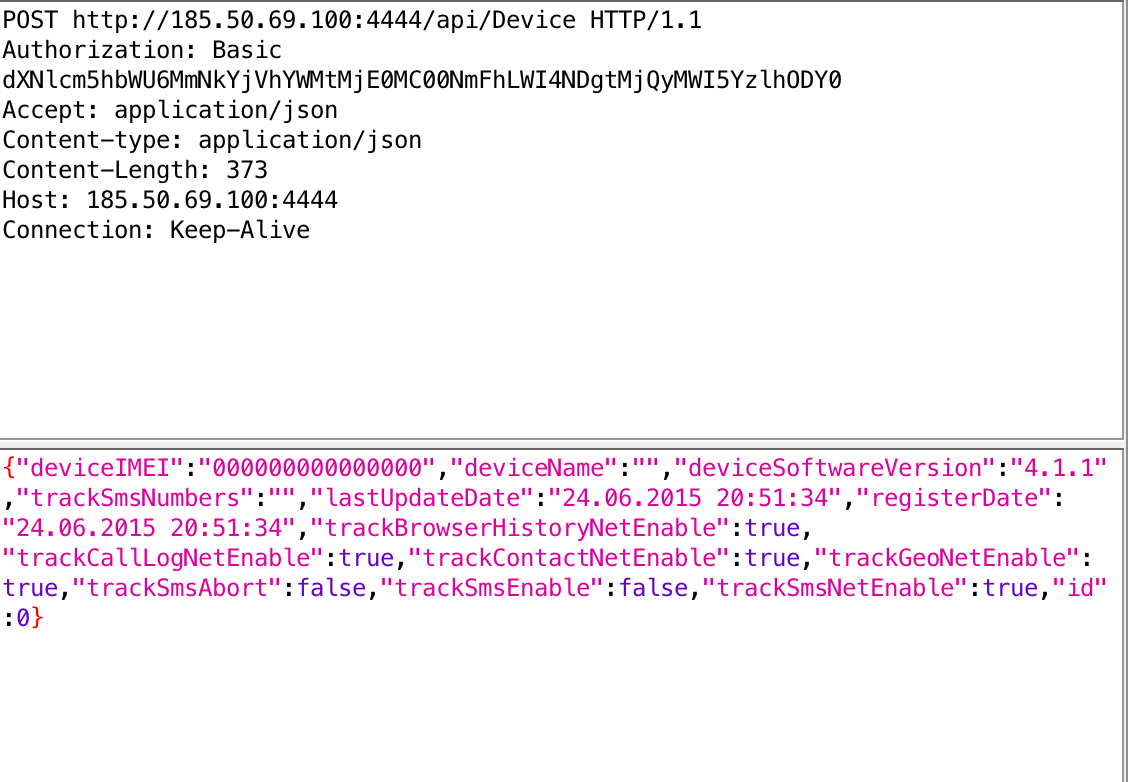 POST http://185.50.69.100:4444/api/Device HTTP/1.1
Authorization: Basic
dXNlcm5hbWU6MmNkYjVhYWMtMjE0MC00NmFhLWI4NDgtMjQyMWI5YzlhODY0
Accept: application/json
Content-type: application/json
Content-Length: 373
Host: 185.50.69.100:4444
Connection: Keep-Alive
{"deviceIMEI":"000000000000000","deviceName":"","deviceSoftwareVersion":"4.1.1"
,"trackSmsNumbers":"","lastUpdateDate":"24.06.2015 20:51:34","registerDate":
"24.06.2015 20:51:34","trackBrowserHistoryNetEnable":true,
"trackCallLogNetEnable":true,"trackContactNetEnable":true,"trackGeoNetEnable":
true,"trackSmsAbort":false,"trackSmsEnable":false,"trackSmsNetEnable":true,"id"
:0}